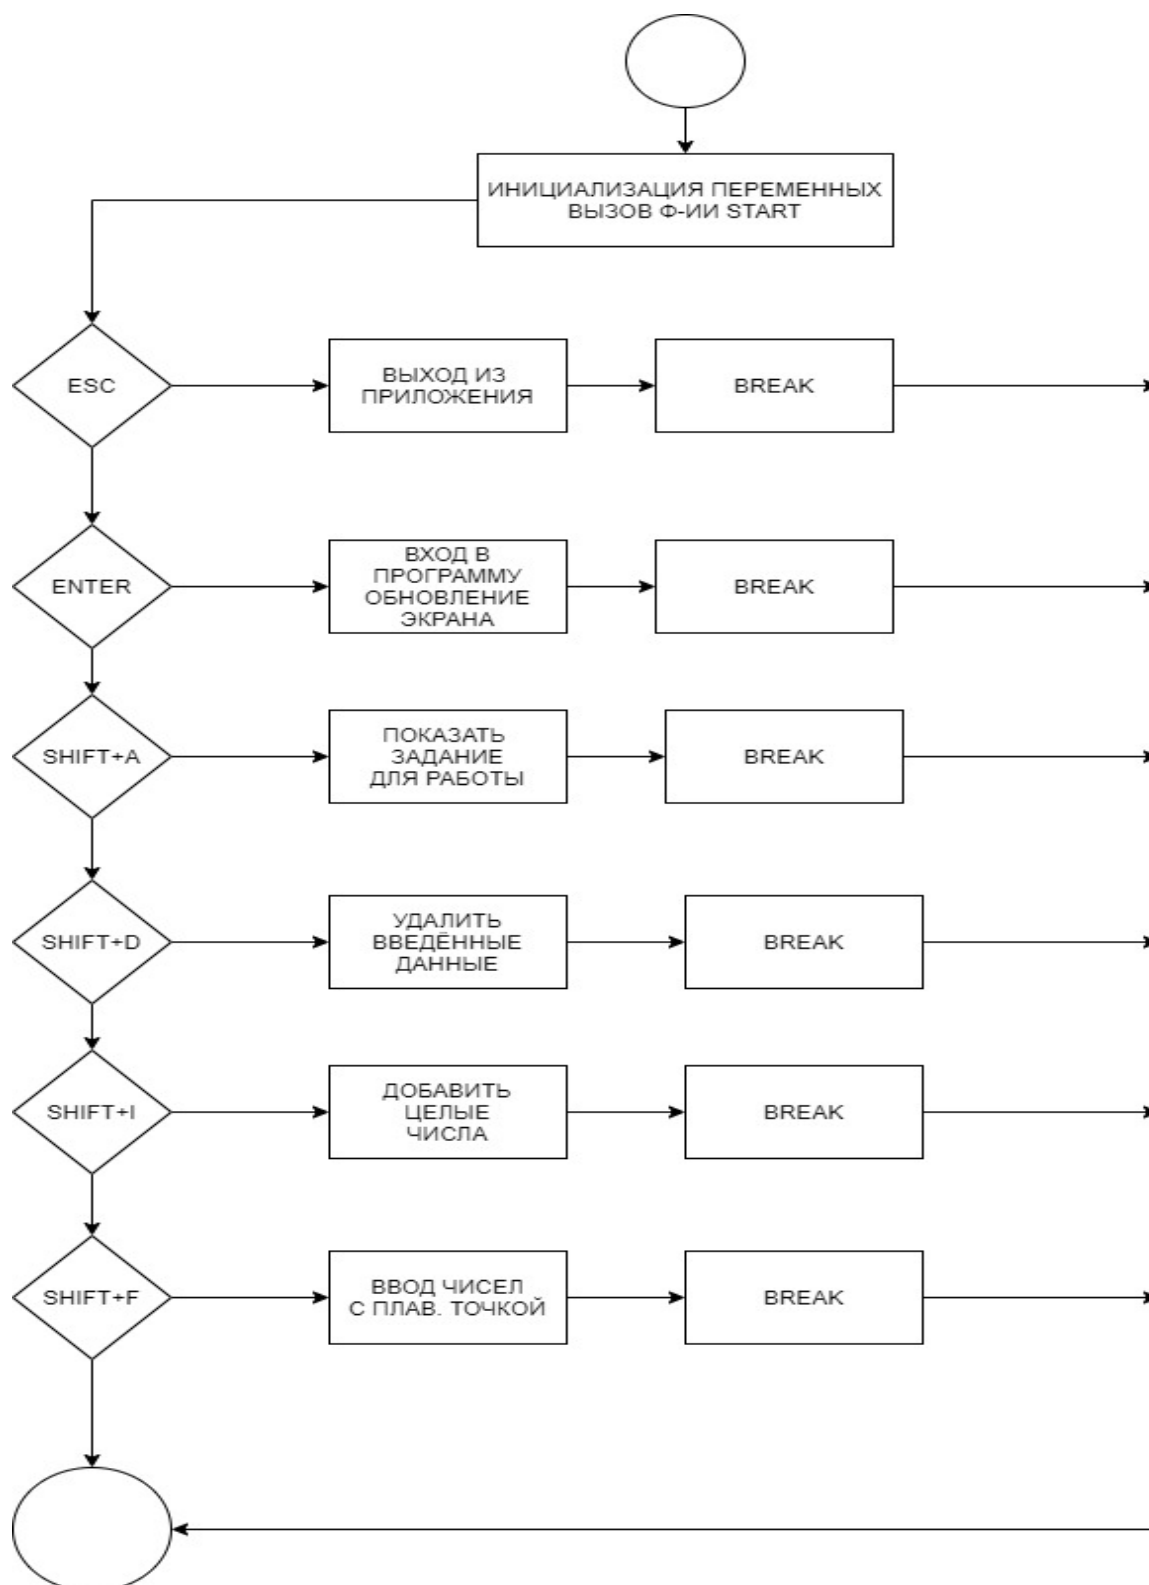 ИНИЦИАЛИЗАЦИЯ ПЕРЕМЕННЫХ
ВЫЗОВ Ф-ИИ START
ESC
ВЫХОД ИЗ
ПРИЛОЖЕНИЯ
BREAK
ENTER
ВХОД В
ПРОГРАММУ
ОБНОВЛЕНИЕ
ЭКРАНА
BREAK
SHIFT+A
ПОКАЗАТЬ
ЗАДАНИЕ
ДЛЯ РАБОТЫ
BREAK
SHIFT+D
УДАЛИТЬ
ВВЕДЁННЫЕ
ДАННЫЕ
BREAK
SHIFT+I
ДОБАВИТЬ
ЦЕЛЫЕ
ЧИСЛА
BREAK
SHIFT+F
ВВОД ЧИСЕЛ
С ПЛАВ. ТОЧКОЙ
BREAK